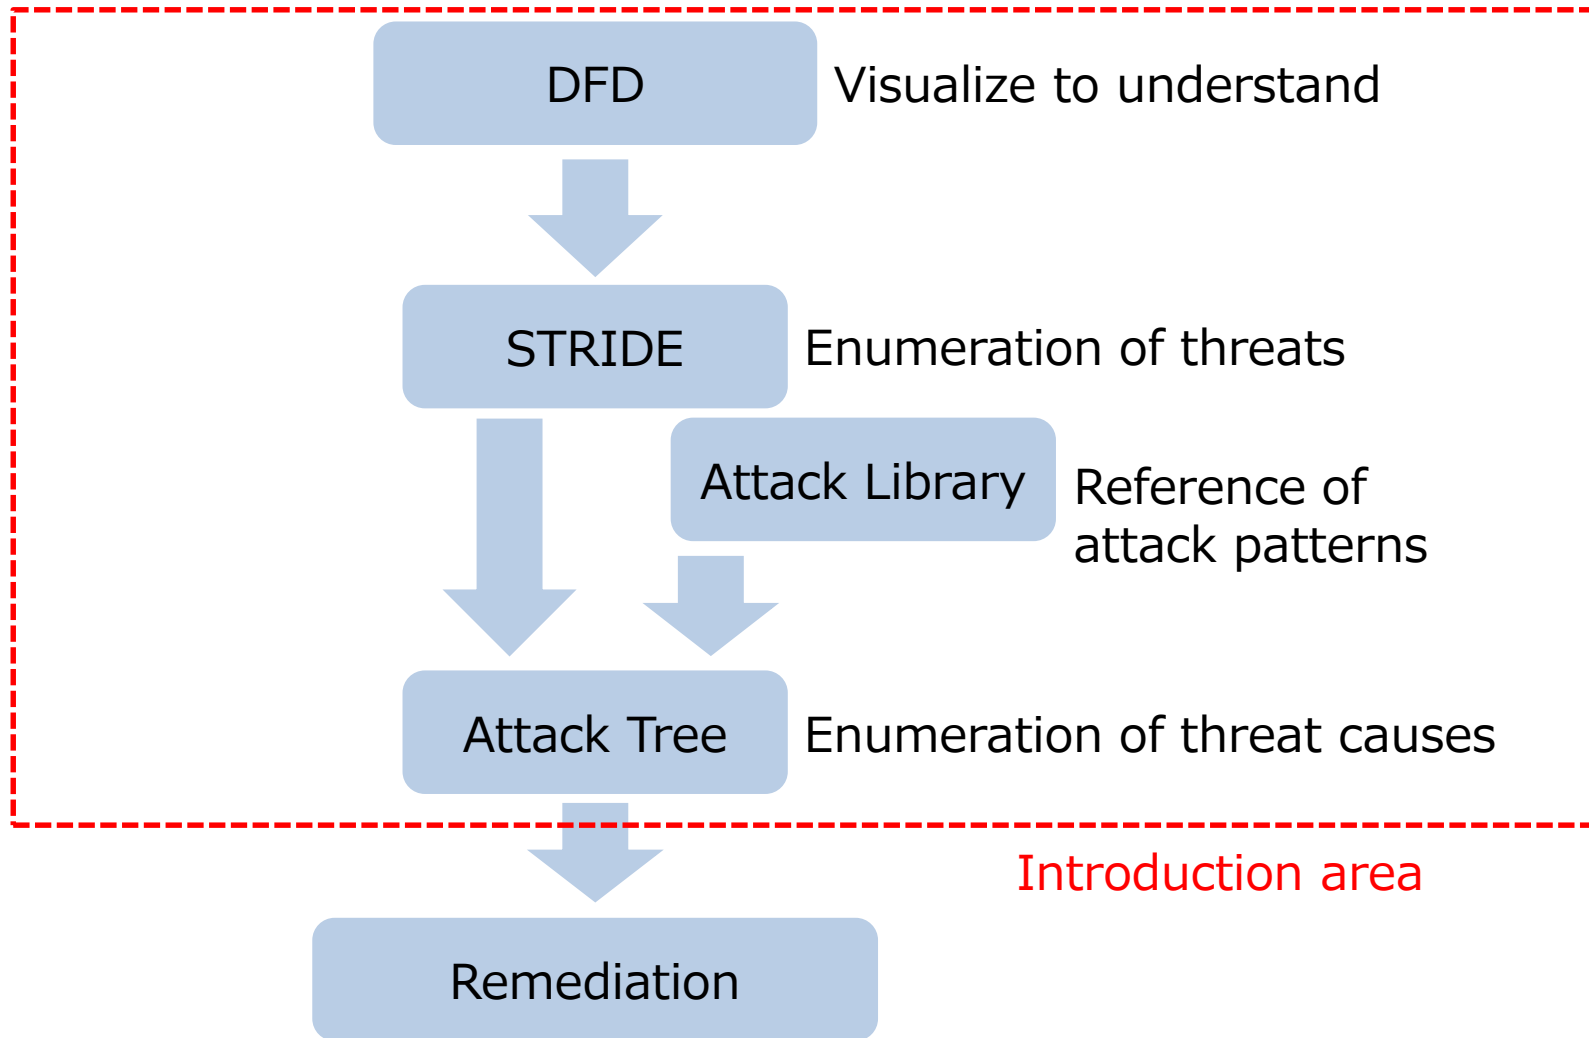 DFD
Visualize to understand
STRIDE
Enumeration of threats
Attack Library
Reference of
attack patterns
Attack Tree
Enumeration of threat causes
Introduction area
Remediation